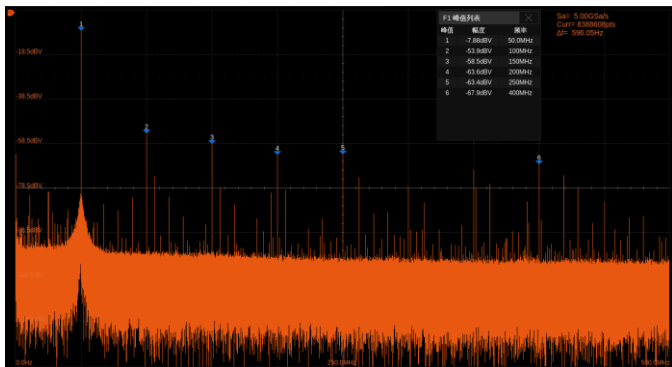 F1 峰值列表
峰值 幅度 频率
1 -7.88dBV 50.0MHz
2 -53.9dBV 100MHz
3 -58.5dBV 150MHz
4 -63.6dBV 200MHz
5 -63.4dBV 250MHz
6 -67.9dBV 400MHz
Sa= 5.00GSa/s
Curr= 8388608pts
Δf= 596.05Hz
1
-18.5dBV
-38.5dBV
-58.5dBV
2
3
4
5
6
-78.5dBV
0.0Hz
250.0MHz
500.0MHz